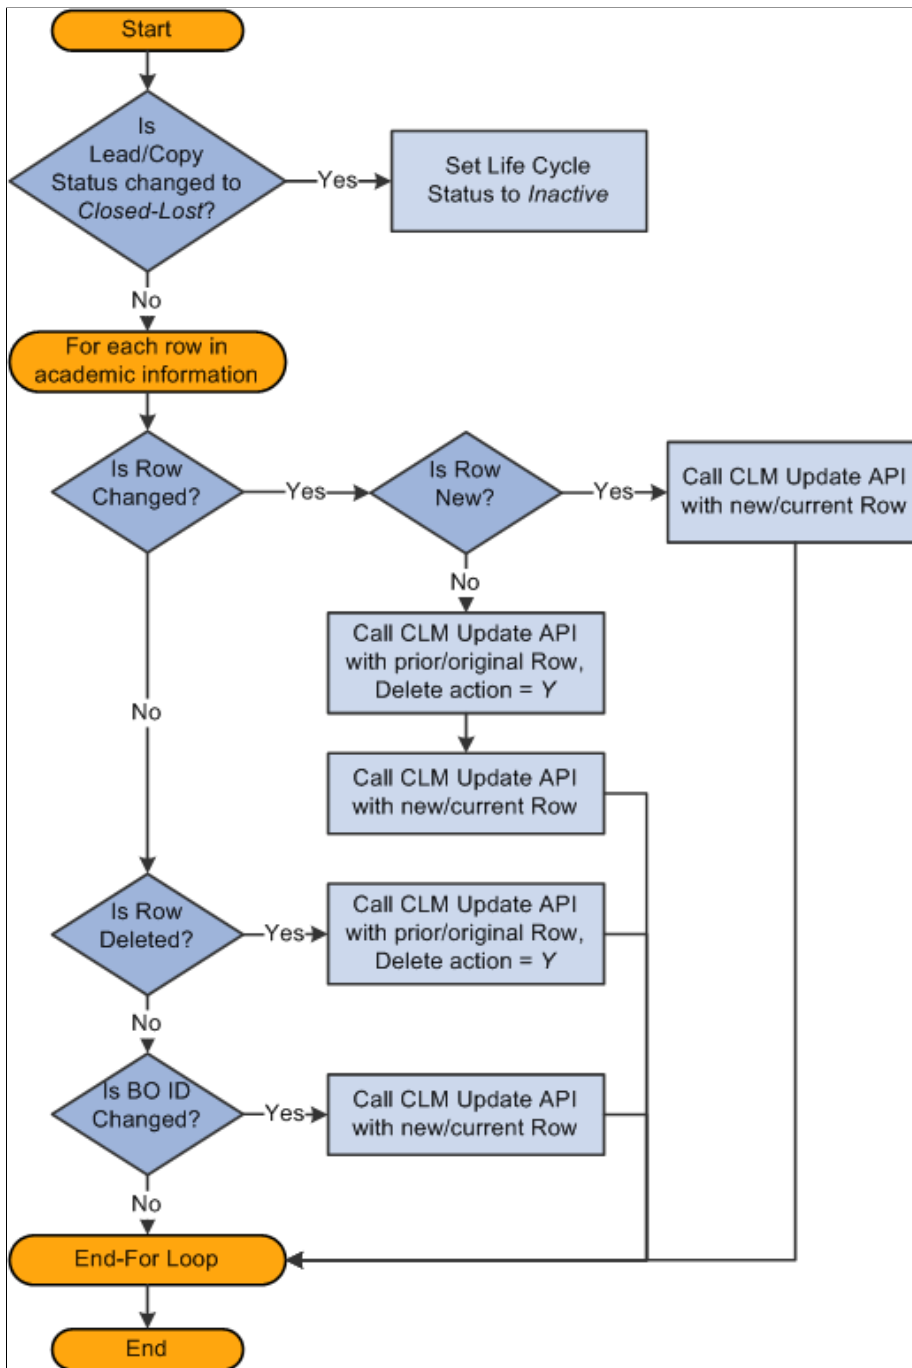 Start
Is
Lead/Copy
Status changed to
Closed-Lost?
Yes
Set Life Cycle
Status to Inactive
No
For each row in
academic information
Is Row
Changed?
Yes
Is Row
New?
Yes
Call CLM Update API
with new/current Row
No
Call CLM Update API
with prior/original Row,
Delete action = Y
No
Call CLM Update API
with new/current Row
Is Row
Deleted?
Yes
Call CLM Update API
with prior/original Row,
Delete action = Y
No
Is BO ID
Changed?
Yes
Call CLM Update API
with new/current Row
No
End-For Loop
End